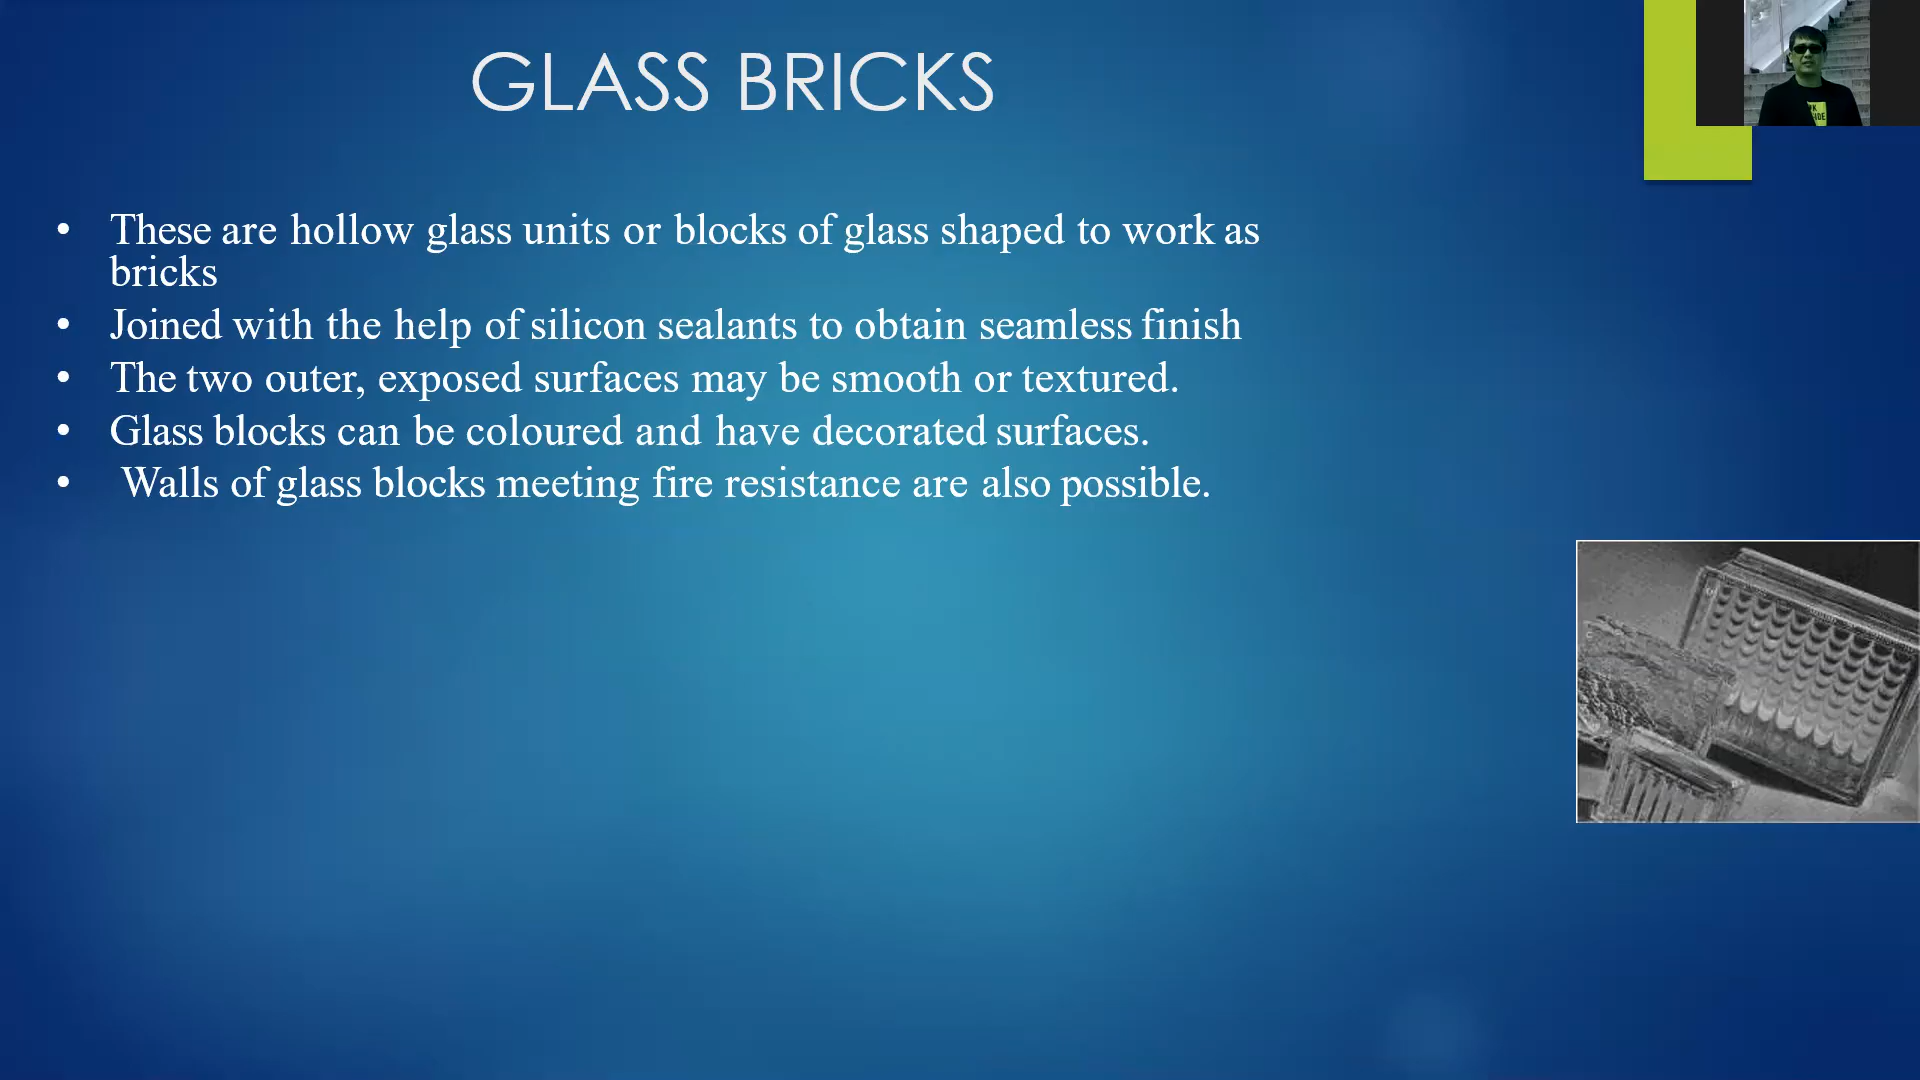 GLASS BRICKS
• These are hollow glass units or blocks of glass shaped to work as
bricks
• Joined with the help of silicon sealants to obtain seamless finish
• The two outer, exposed surfaces may be smooth or textured.
• Glass blocks can be coloured and have decorated surfaces.
• Walls of glass blocks meeting fire resistance are also possible.